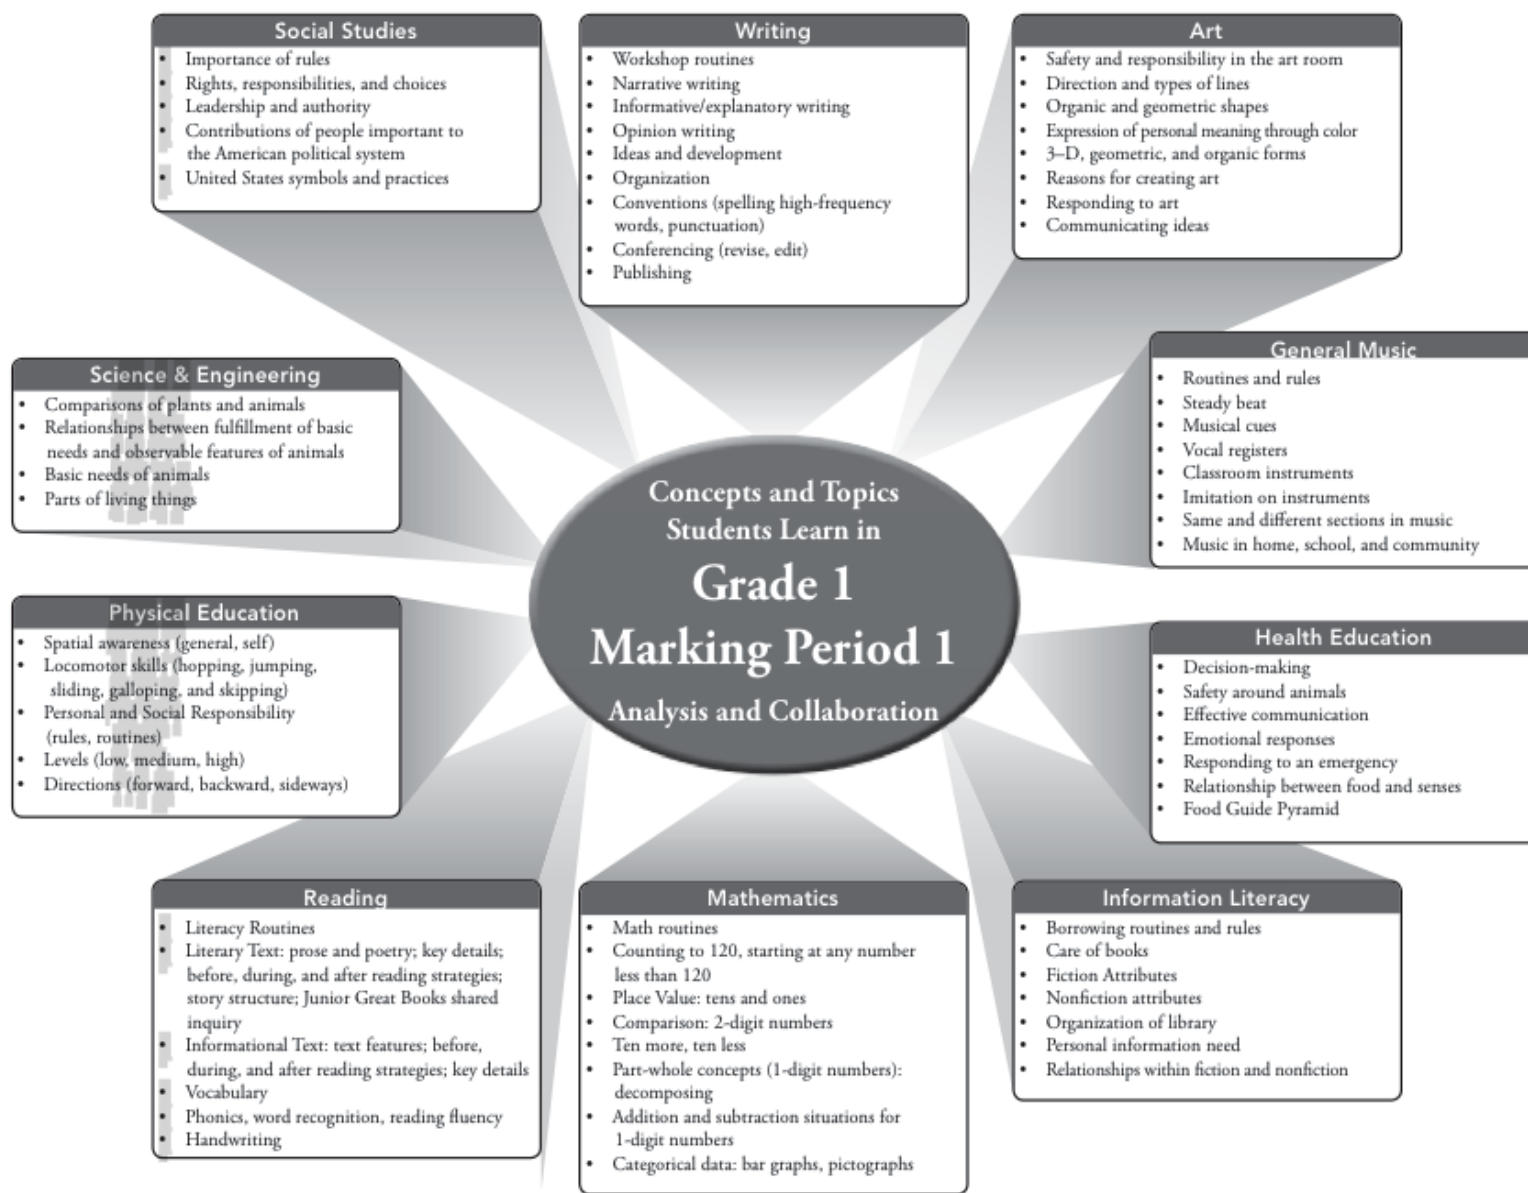 Social Studies
• Importance of rules
• Rights, responsibilities, and choices
• Leadership and authority
• Contributions of people important to
the American political system
• United States symbols and practices
Writing
• Workshop routines
• Narrative writing
• Informative/explanatory writing
• Opinion writing
• Ideas and development
• Organization
• Conventions (spelling high-frequency
words, punctuation)
• Conferencing (revise, edit)
• Publishing
Art
• Safety and responsibility in the art room
• Direction and types of lines
• Organic and geometric shapes
• Expression of personal meaning through color
• 3–D, geometric, and organic forms
• Reasons for creating art
• Responding to art
• Communicating ideas
Science & Engineering
• Comparisons of plants and animals
• Relationships between fulfillment of basic
needs and observable features of animals
• Basic needs of animals
• Parts of living things
General Music
• Routines and rules
• Steady beat
• Musical cues
• Vocal registers
• Classroom instruments
• Imitation on instruments
• Same and different sections in music
• Music in home, school, and community
Concepts and Topics
Students Learn in
Grade 1
Marking Period 1
Analysis and Collaboration
Physical Education
• Spatial awareness (general, self)
• Locomotor skills (hopping, jumping,
sliding, galloping, and skipping)
• Personal and Social Responsibility
(rules, routines)
• Levels (low, medium, high)
• Directions (forward, backward, sideways)
Health Education
• Decision-making
• Safety around animals
• Effective communication
• Emotional responses
• Responding to an emergency
• Relationship between food and senses
• Food Guide Pyramid
Reading
• Literacy Routines
• Literary Text: prose and poetry; key details;
before, during, and after reading strategies;
story structure; Junior Great Books shared
inquiry
• Informational Text: text features; before,
during, and after reading strategies; key details
• Vocabulary
• Phonics, word recognition, reading fluency
• Handwriting
Mathematics
• Math routines
• Counting to 120, starting at any number
less than 120
• Place Value: tens and ones
• Comparison: 2-digit numbers
• Ten more, ten less
• Part-whole concepts (1-digit numbers):
decomposing
• Addition and subtraction situations for
1-digit numbers
• Categorical data: bar graphs, pictographs
Information Literacy
• Borrowing routines and rules
• Care of books
• Fiction Attributes
• Nonfiction attributes
• Organization of library
• Personal information need
• Relationships within fiction and nonfiction